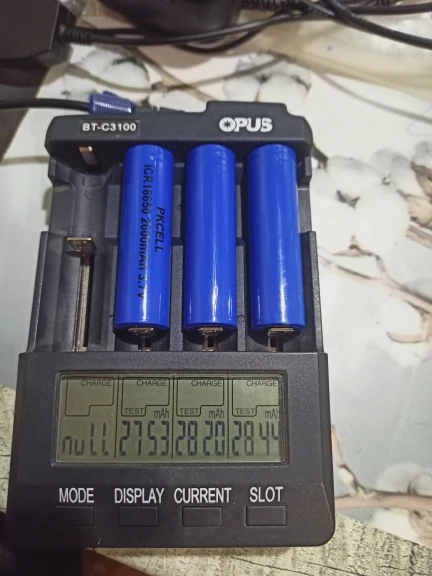 BT-C3100 OPUS
PKCELL
ICR18650 2600mAh 3.7V
CHARGE CHARGE CHARGE CHARGE
TEST mAh TEST mAh TEST mAh
null 2753 2820 2844
MODE DISPLAY CURRENT SLOT